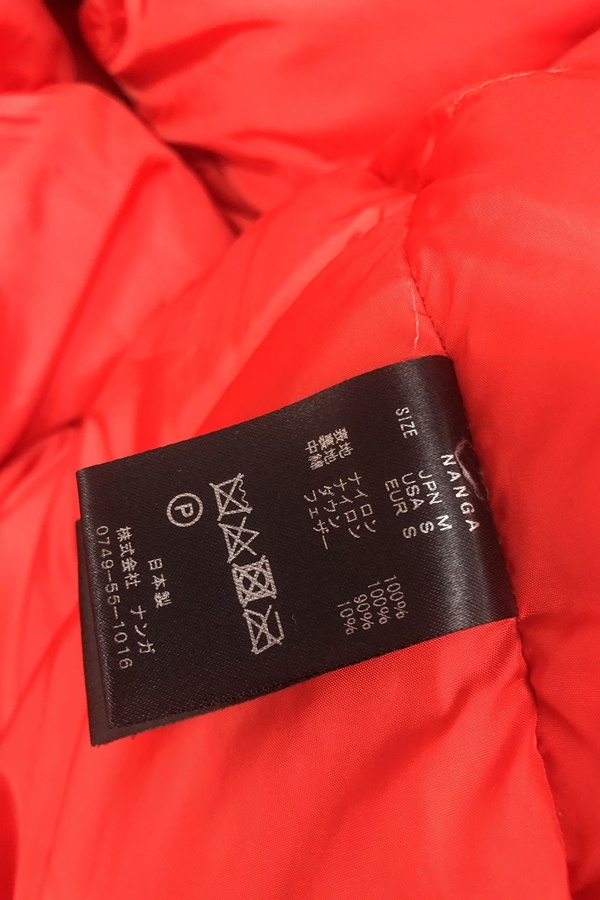 NANGA
SIZE JPN M
USA S
EUR S
表地 ナイロン 100%
裏地 ナイロン 100%
中綿 ダウン 90%
フェザー 10%
P
日本製
株式会社 ナンガ
0749-55-1016